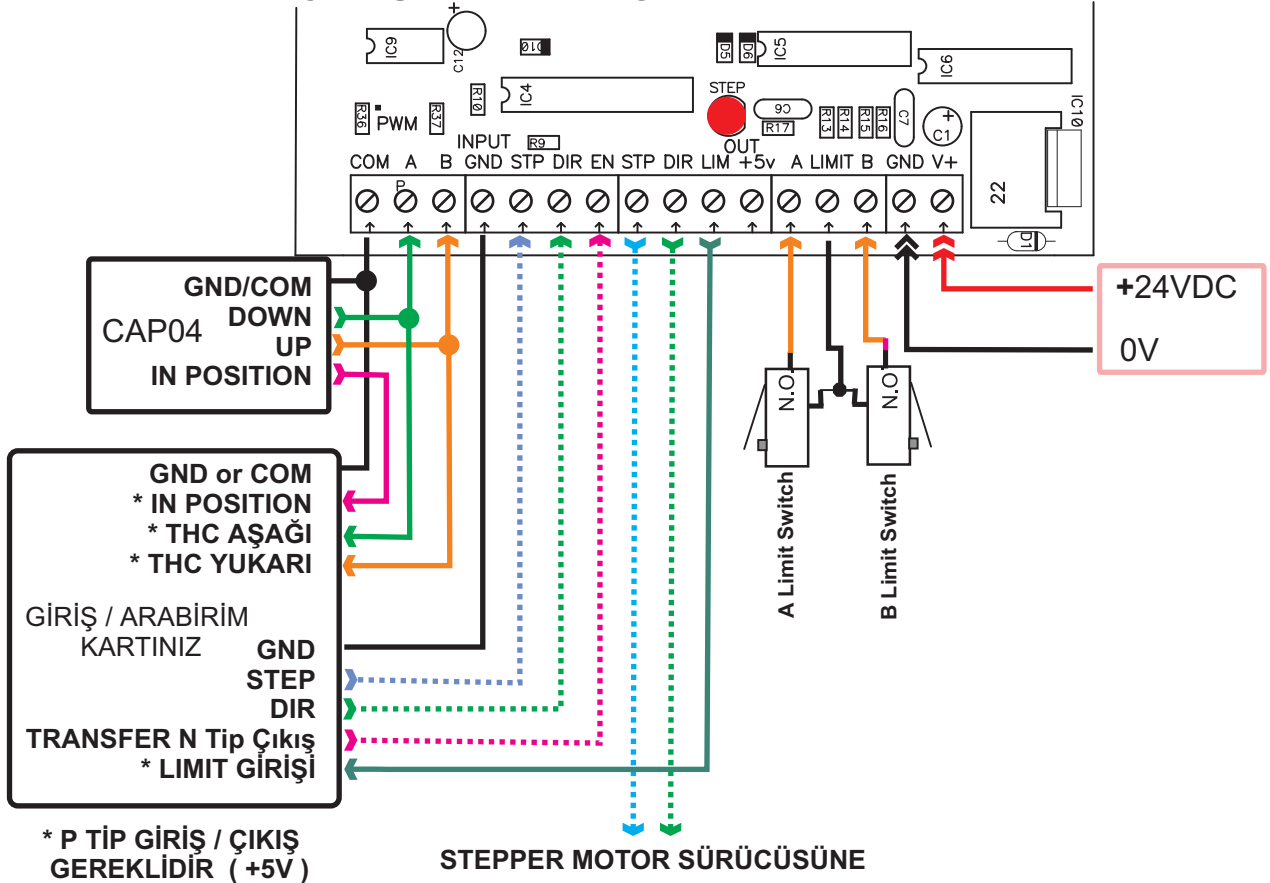 IC9
+
C12
D10
D5
D6
IC5
IC6
IC10
R36
PWM
R37
R10
IC4
STEP
C6
R17
R13
R14
R15
R16
C7
+
C1
22
D1
INPUT
R9
OUT
COM A B GND STP DIR EN STP DIR LIM +5v A LIMIT B GND V+
P
CAP04
GND/COM
DOWN
UP
IN POSITION
+24VDC
0V
N.O
N.O
A Limit Switch
B Limit Switch
GND or COM
* IN POSITION
* THC AŞAĞI
* THC YUKARI
GİRİŞ / ARABİRİM
KARTINIZ
GND
STEP
DIR
TRANSFER N Tip Çıkış
* LIMIT GİRİŞİ
* P TİP GİRİŞ / ÇIKIŞ
GEREKLİDİR ( +5V )
STEPPER MOTOR SÜRÜCÜSÜNE